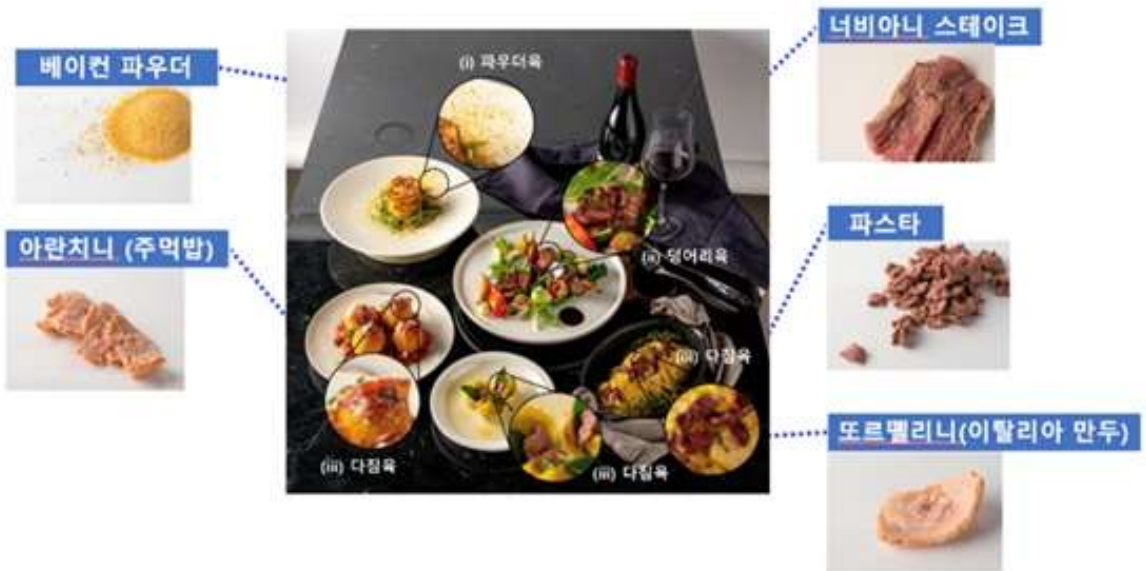 베이컨 파우더
너비아니 스테이크
(i) 파우더육
아란치니 (주먹밥)
파스타
(ii) 덩어리육
(iii) 다짐육
또르뗼리니(이탈리아 만두)
(iii) 다짐육
(iii) 다짐육